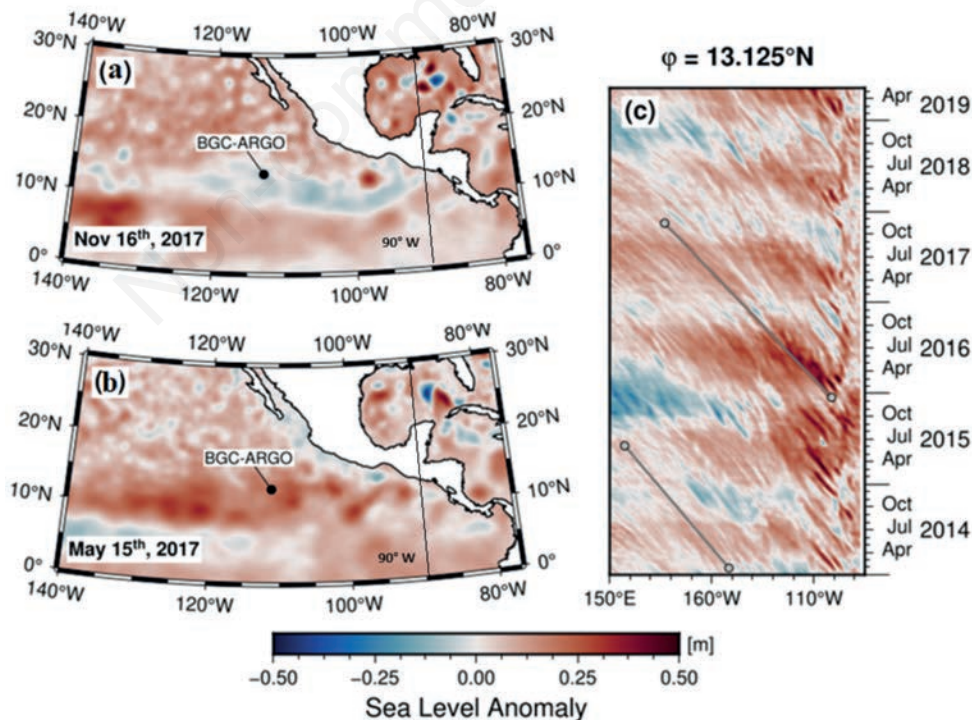 140°W
120°W
100°W
80°W
30°N
30°N
(a)
20°N
20°N
BGC-ARGO
10°N
10°N
Nov 16th, 2017
90° W
0°
0°
140°W
120°W
100°W
80°W
140°W
120°W
100°W
80°W
30°N
30°N
(b)
20°N
20°N
BGC-ARGO
10°N
10°N
May 15th, 2017
90° W
0°
0°
140°W
120°W
100°W
80°W
φ = 13.125°N
(c)
Apr 2019
Oct
Jul 2018
Apr
Oct
Jul 2017
Apr
Oct
Jul 2016
Apr
Oct
Jul 2015
Apr
Oct
Jul 2014
Apr
150°E
160°W
110°W
[m]
−0.50
−0.25
0.00
0.25
0.50
Sea Level Anomaly